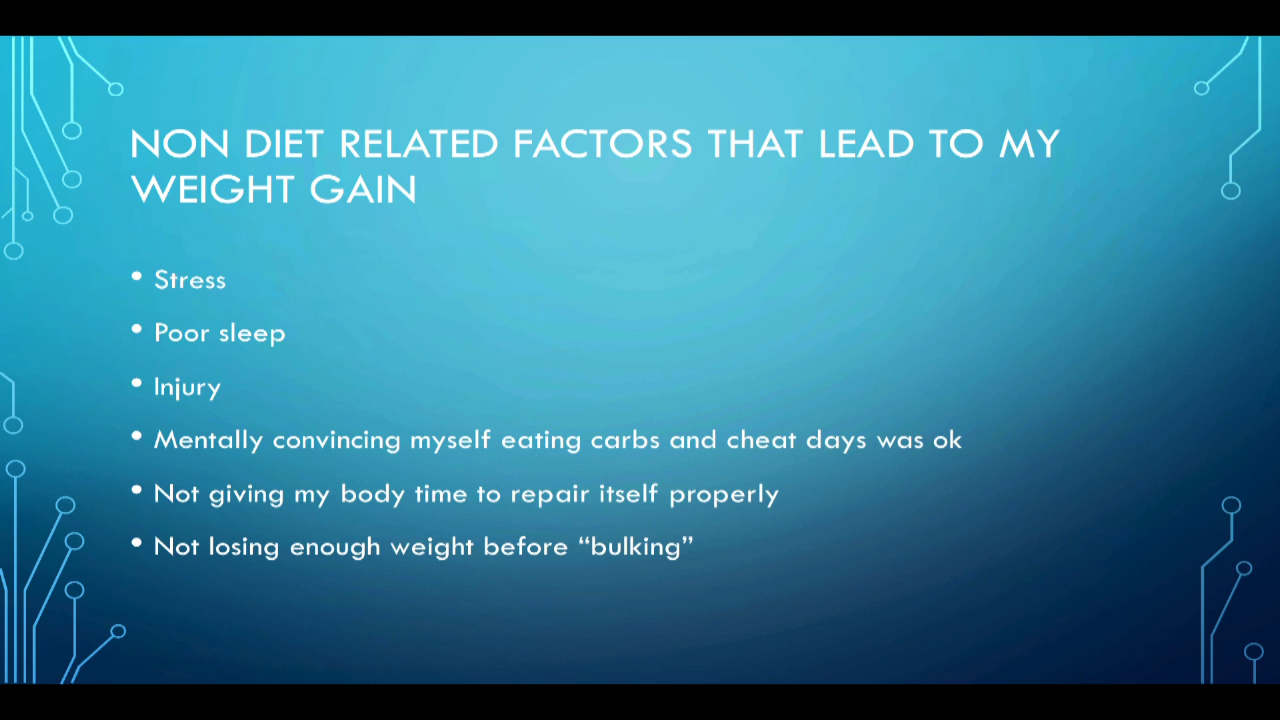 NON DIET RELATED FACTORS THAT LEAD TO MY
WEIGHT GAIN
• Stress
• Poor sleep
• Injury
• Mentally convincing myself eating carbs and cheat days was ok
• Not giving my body time to repair itself properly
• Not losing enough weight before “bulking”